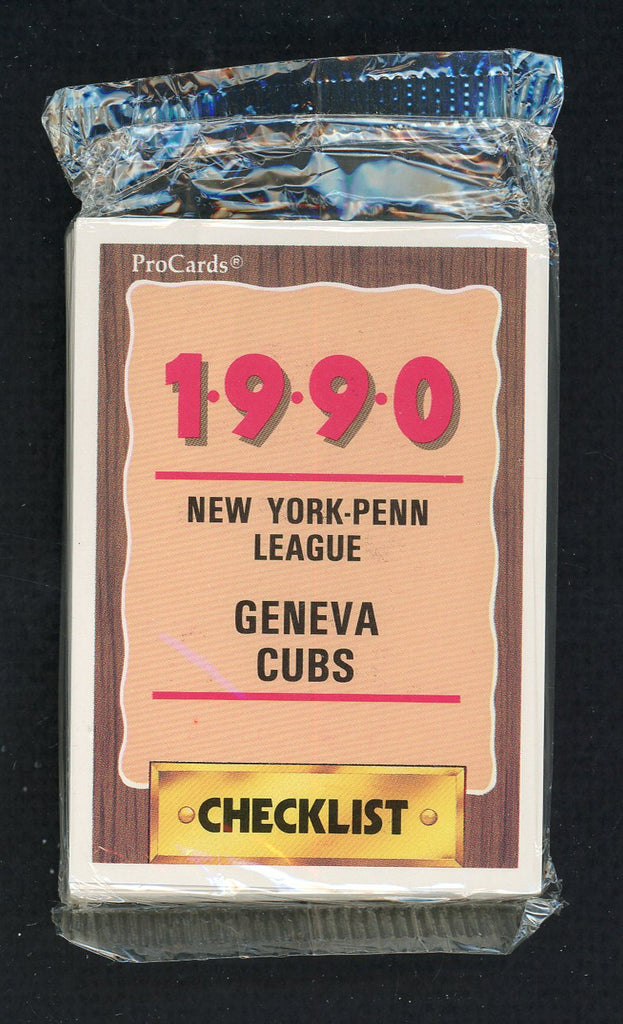 ProCards®
1·9·9·0
NEW YORK-PENN
LEAGUE
GENEVA
CUBS
CHECKLIST